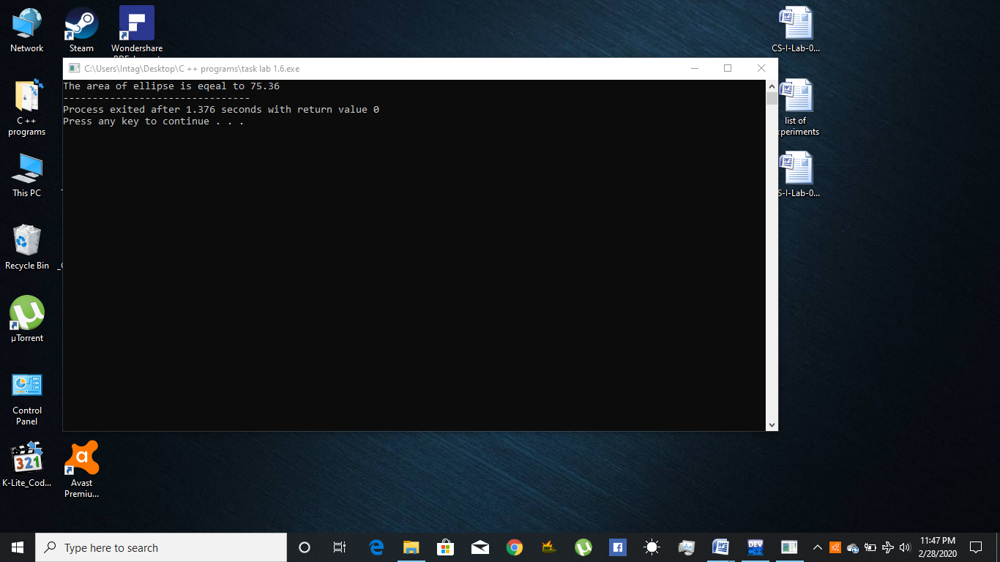 Network
Steam
Wondershare
C:\Users\Intag\Desktop\C ++ programs\task lab 1.6.exe
The area of ellipse is eqeal to 75.36
--------------------------------
Process exited after 1.376 seconds with return value 0
Press any key to continue . . .
C ++
programs
This PC
Recycle Bin
µTorrent
Control
Panel
321
K-Lite_Cod...
a
Avast
Premiu...
CS-I-Lab-0...
list of
xperiments
S-I-Lab-0...
Type here to search
DEV
11:47 PM
2/28/2020